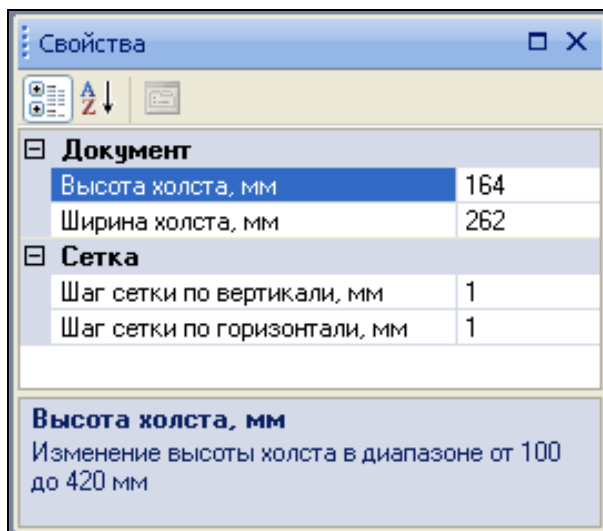 Свойства
Документ
Высота холста, мм 164
Ширина холста, мм 262
Сетка
Шаг сетки по вертикали, мм 1
Шаг сетки по горизонтали, мм 1
Высота холста, мм
Изменение высоты холста в диапазоне от 100
до 420 мм